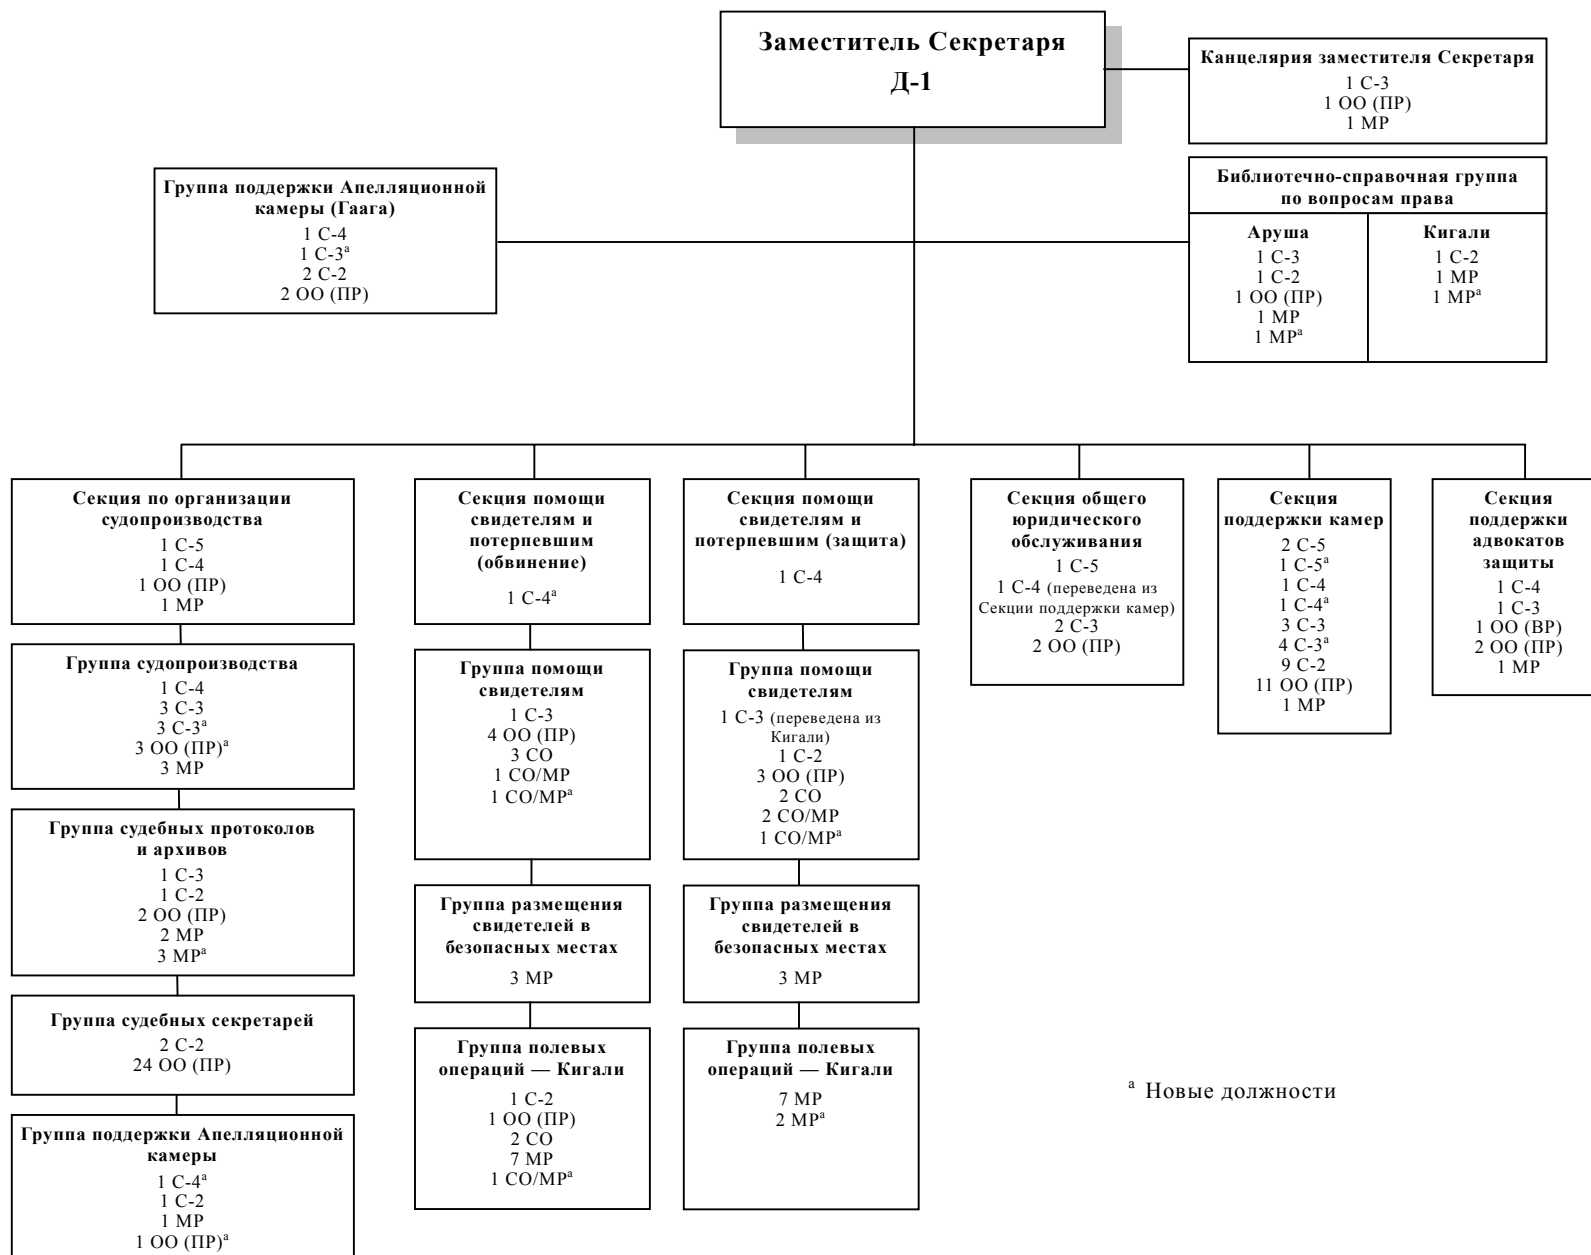 Заместитель Секретаря
Д-1
Канцелярия заместителя Секретаря
1 С-3
1 ОО (ПР)
1 МР
Группа поддержки Апелляционной
камеры (Гаага)
1 С-4
1 С-3ª
2 С-2
2 ОО (ПР)
Библиотечно-справочная группа
по вопросам права
Аруша
1 С-3
1 С-2
1 ОО (ПР)
1 МР
1 МРª
Кигали
1 С-2
1 МР
1 МРª
Секция по организации
судопроизводства
1 С-5
1 С-4
1 ОО (ПР)
1 МР
Группа судопроизводства
1 С-4
3 С-3
3 С-3ª
3 ОО (ПР)ª
3 МР
Группа судебных протоколов
и архивов
1 С-3
1 С-2
2 ОО (ПР)
2 МР
3 МРª
Группа судебных секретарей
2 С-2
24 ОО (ПР)
Группа поддержки Апелляционной
камеры
1 С-4ª
1 С-2
1 МР
1 ОО (ПР)ª
Секция помощи
свидетелям и
потерпевшим
(обвинение)
1 С-4ª
Группа помощи
свидетелям
1 С-3
4 ОО (ПР)
3 СО
1 СО/МР
1 СО/МРª
Группа размещения
свидетелей в
безопасных местах
3 МР
Группа полевых
операций — Кигали
1 С-2
1 ОО (ПР)
2 СО
7 МР
1 СО/МРª
Секция помощи
свидетелям и
потерпевшим (защита)
1 С-4
Группа помощи
свидетелям
1 С-3 (переведена из
Кигали)
1 С-2
3 ОО (ПР)
2 СО
2 СО/МР
1 СО/МРª
Группа размещения
свидетелей в
безопасных местах
3 МР
Группа полевых
операций — Кигали
7 МР
2 МРª
Секция общего
юридического
обслуживания
1 С-5
1 С-4 (переведена из
Секции поддержки камер)
2 С-3
2 ОО (ПР)
Секция
поддержки камер
2 С-5
1 С-5ª
1 С-4
1 С-4ª
3 С-3
4 С-3ª
9 С-2
11 ОО (ПР)
1 МР
Секция
поддержки
адвокатов
защиты
1 С-4
1 С-3
1 ОО (ВР)
2 ОО (ПР)
1 МР
ª Новые должности